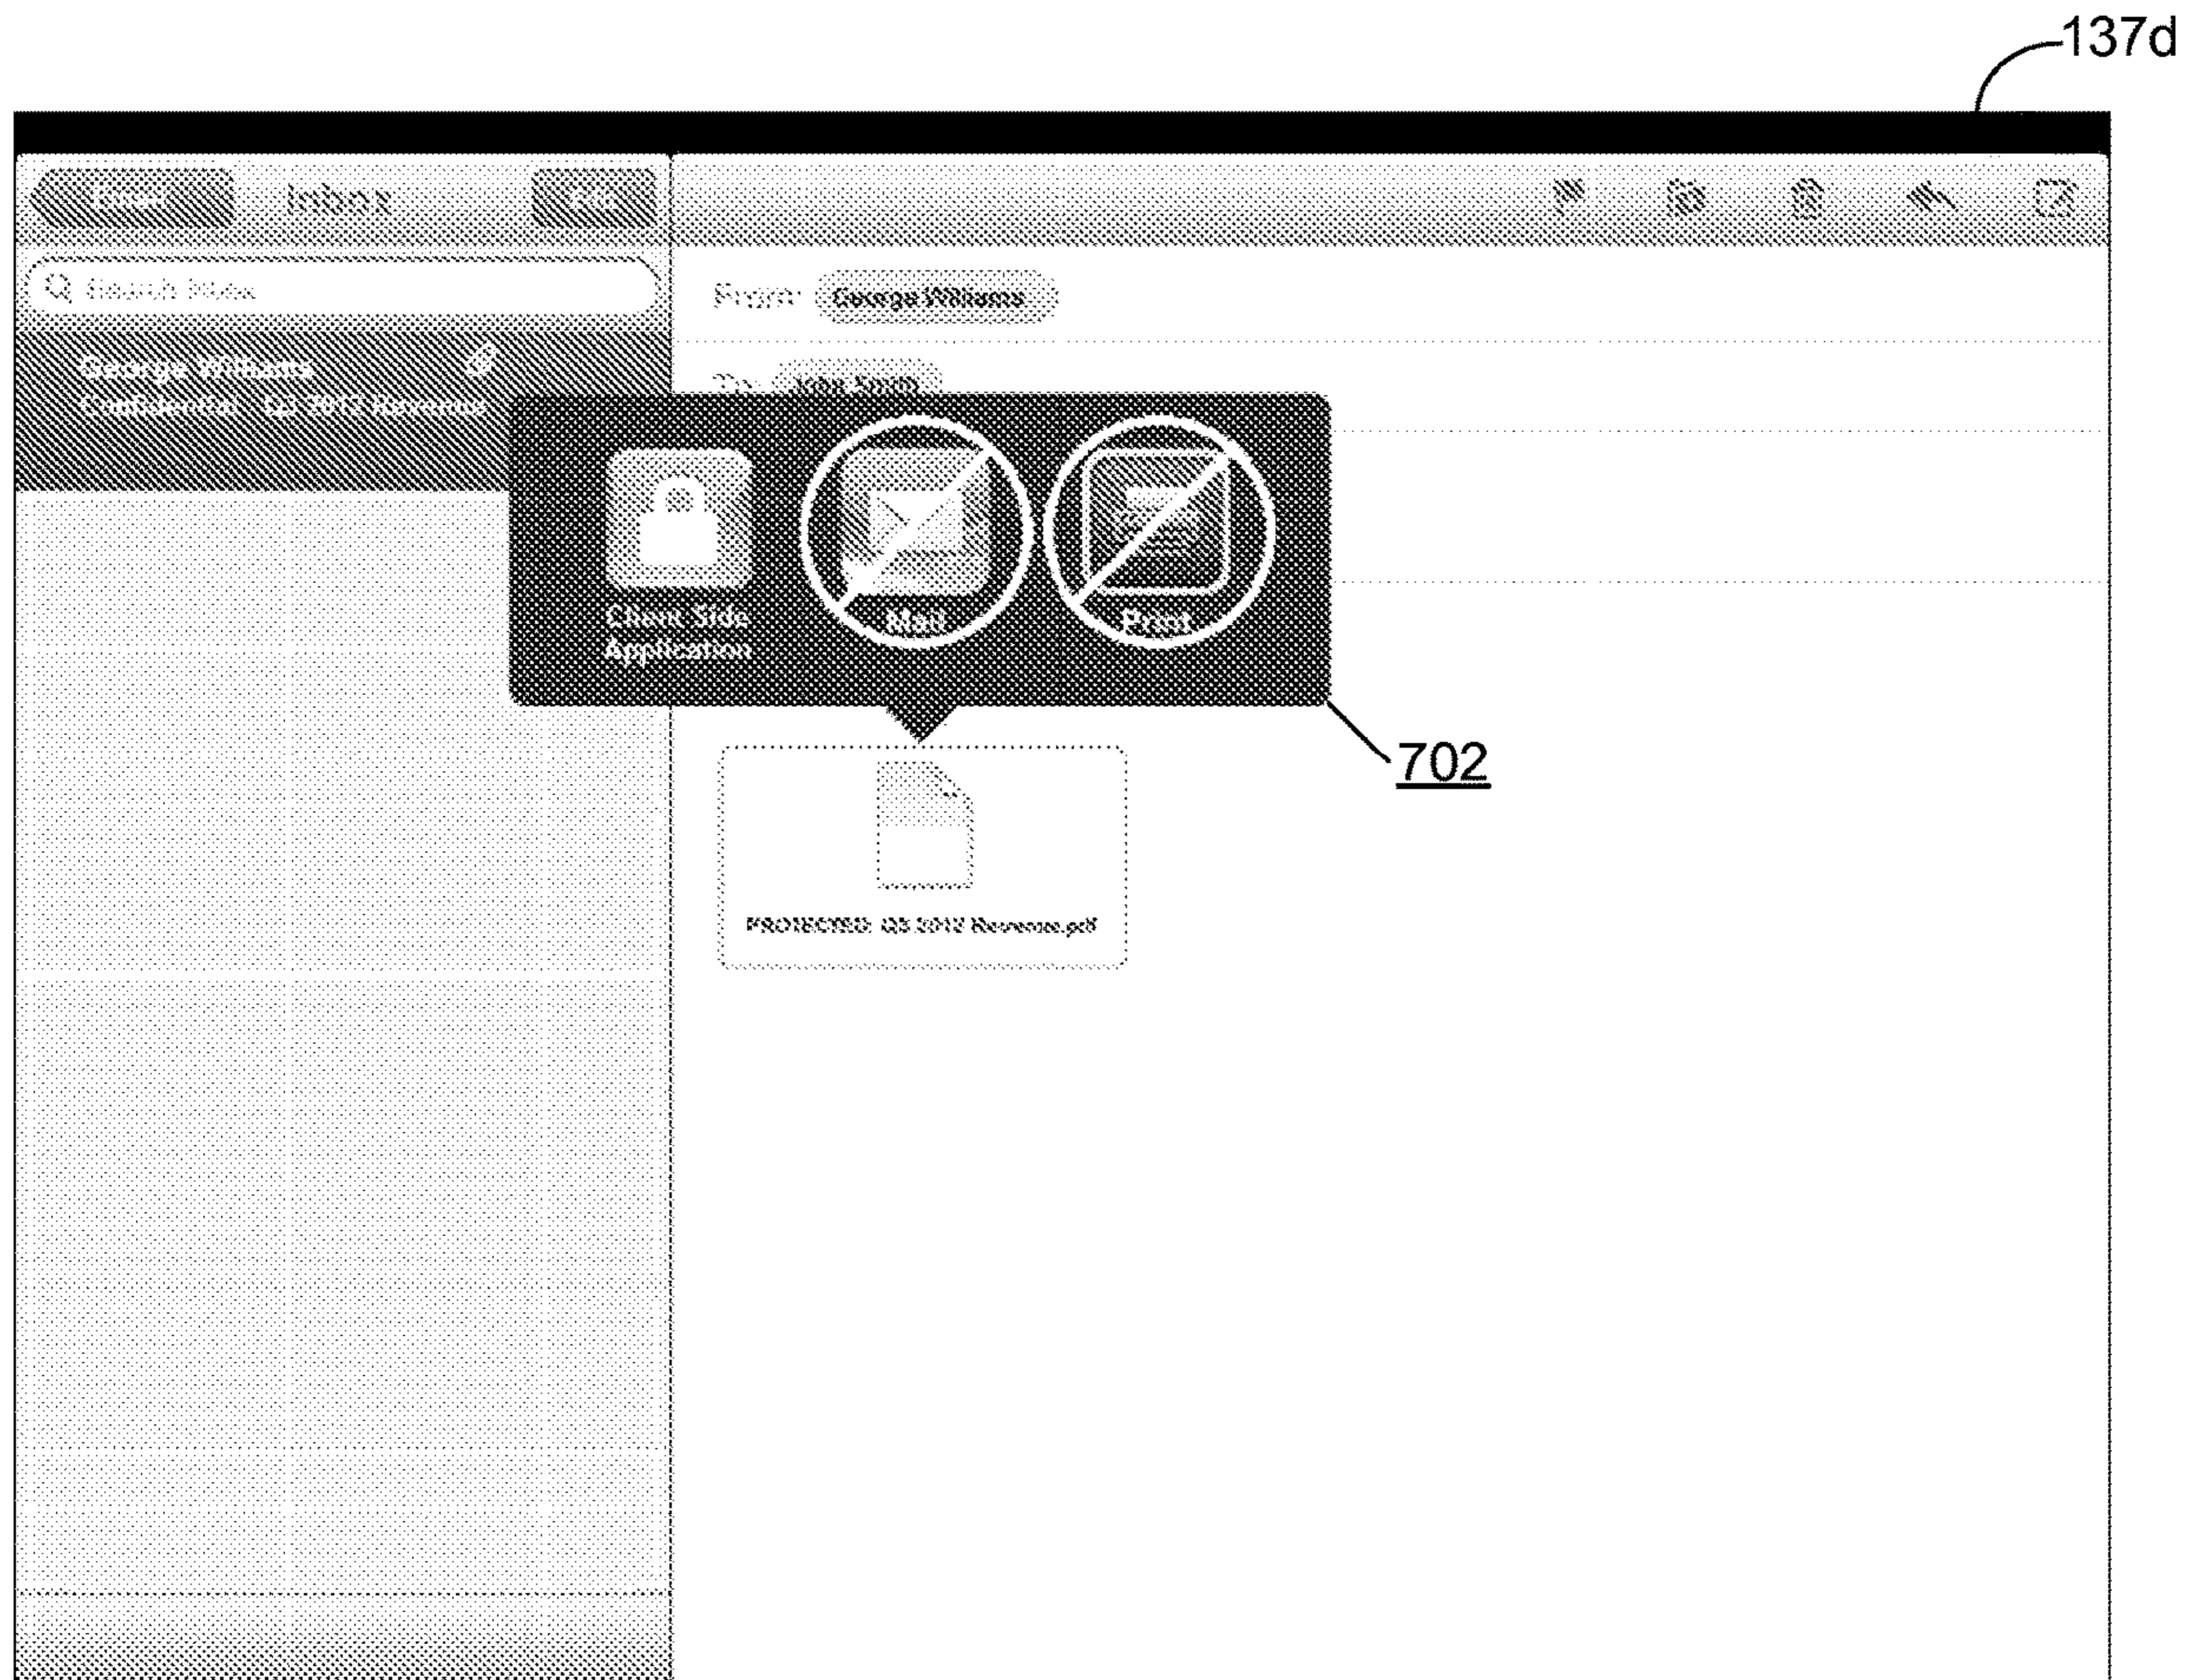 137d
Inbox
Search Inbox
George Williams
Confidential Q3 2012 Revenue
From: George Williams
To: John Smith
Client Side
Application
Mail
Print
702
PROTECTED: Q3 2012 Revenue.pdf